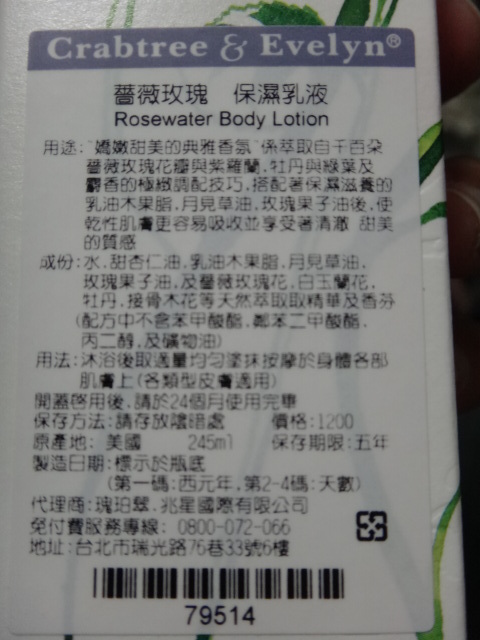 Crabtree & Evelyn®
薔薇玫瑰 保濕乳液
Rosewater Body Lotion
用途:"嬌嫩甜美的典雅香氛"係萃取自千百朵
薔薇玫瑰花瓣與紫羅蘭,牡丹與綠葉及
麝香的極緻調配技巧,搭配著保濕滋養的
乳油木果脂,月見草油,玫瑰果子油後,使
乾性肌膚更容易吸收並享受著清澈 甜美
的質感
成份:水,甜杏仁油,乳油木果脂,月見草油,
玫瑰果子油,及薔薇玫瑰花,白玉蘭花,
牡丹,接骨木花等天然萃取取精華及香芬
(配方中不含苯甲酸酯,鄰苯二甲酸酯,
丙二醇,及礦物油)
用法:沐浴後取適量均勻塗抹按摩於身體各部
肌膚上(各類型皮膚適用)
開蓋啓用後,請於24個月使用完畢
保存方法:請存放陰暗處 價格:1200
原產地: 美國 245ml 保存期限:五年
製造日期:標示於瓶底
(第一碼:西元年,第2-4碼:天數)
代理商:瑰珀翠,兆星國際有限公司
免付費服務專線: 0800-072-066
地址:台北市瑞光路76巷33號6樓
79514